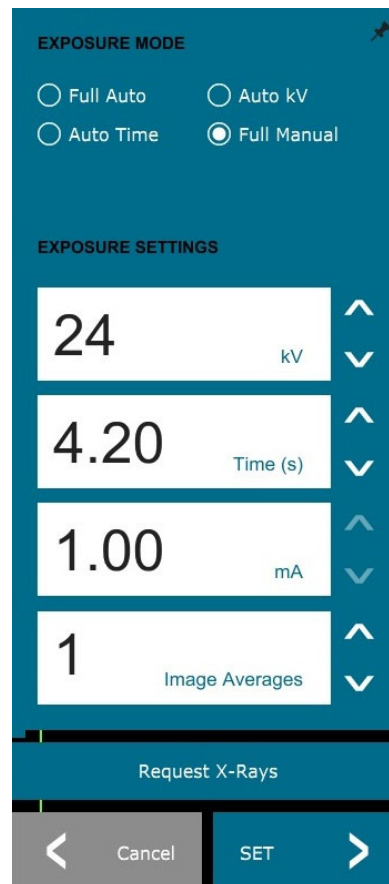 EXPOSURE MODE
Full Auto Auto kV
Auto Time Full Manual
EXPOSURE SETTINGS
24 kV
4.20 Time (s)
1.00 mA
1 Image Averages
Request X-Rays
Cancel SET